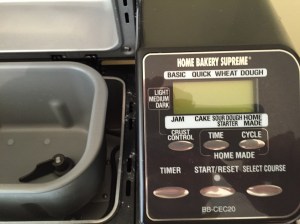 HOME BAKERY SUPREME®
BASIC QUICK WHEAT DOUGH
LIGHT
MEDIUM
DARK
JAM CAKE SOUR DOUGH STARTER HOME MADE
CRUST CONTROL TIME CYCLE
HOME MADE
TIMER START/RESET SELECT COURSE
BB-CEC20